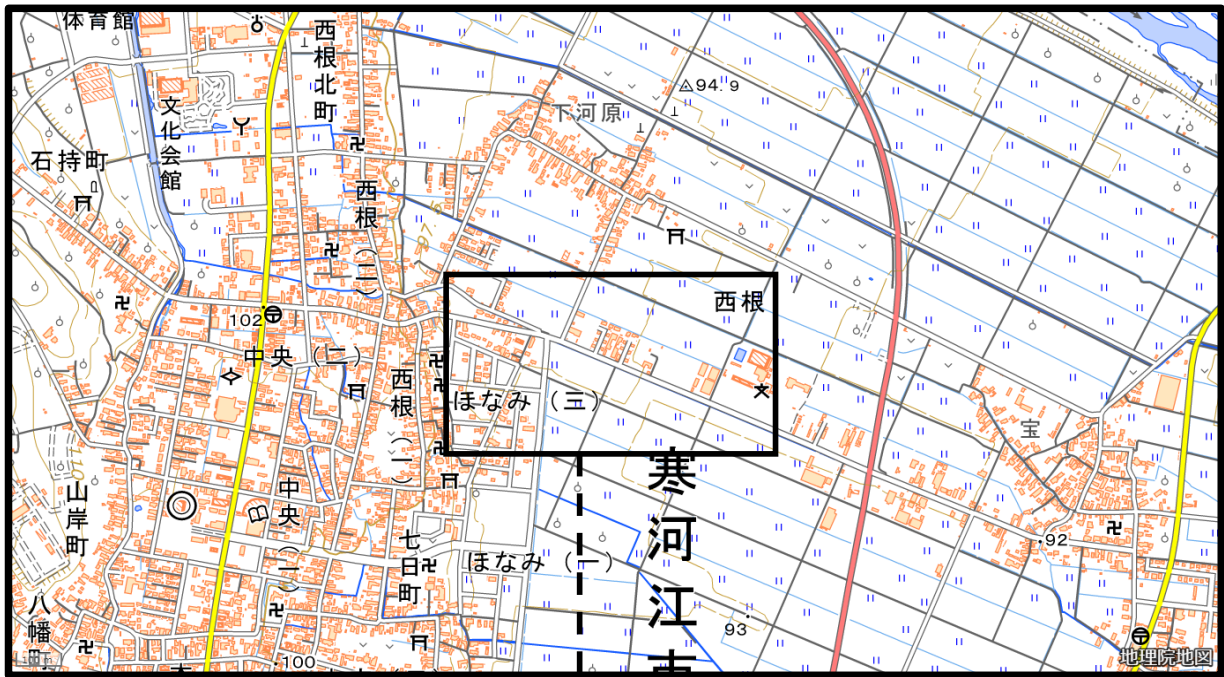 体育館
西根北町
文化会館
石持町
下河原
94.9
西根(二)
97.5
西根
102
中央(二)
西根(一)
ほなみ(三)
宝
寒河江市
山岸町
中央(一)
七日町
ほなみ(一)
92
93
八幡町
100
地理院地図